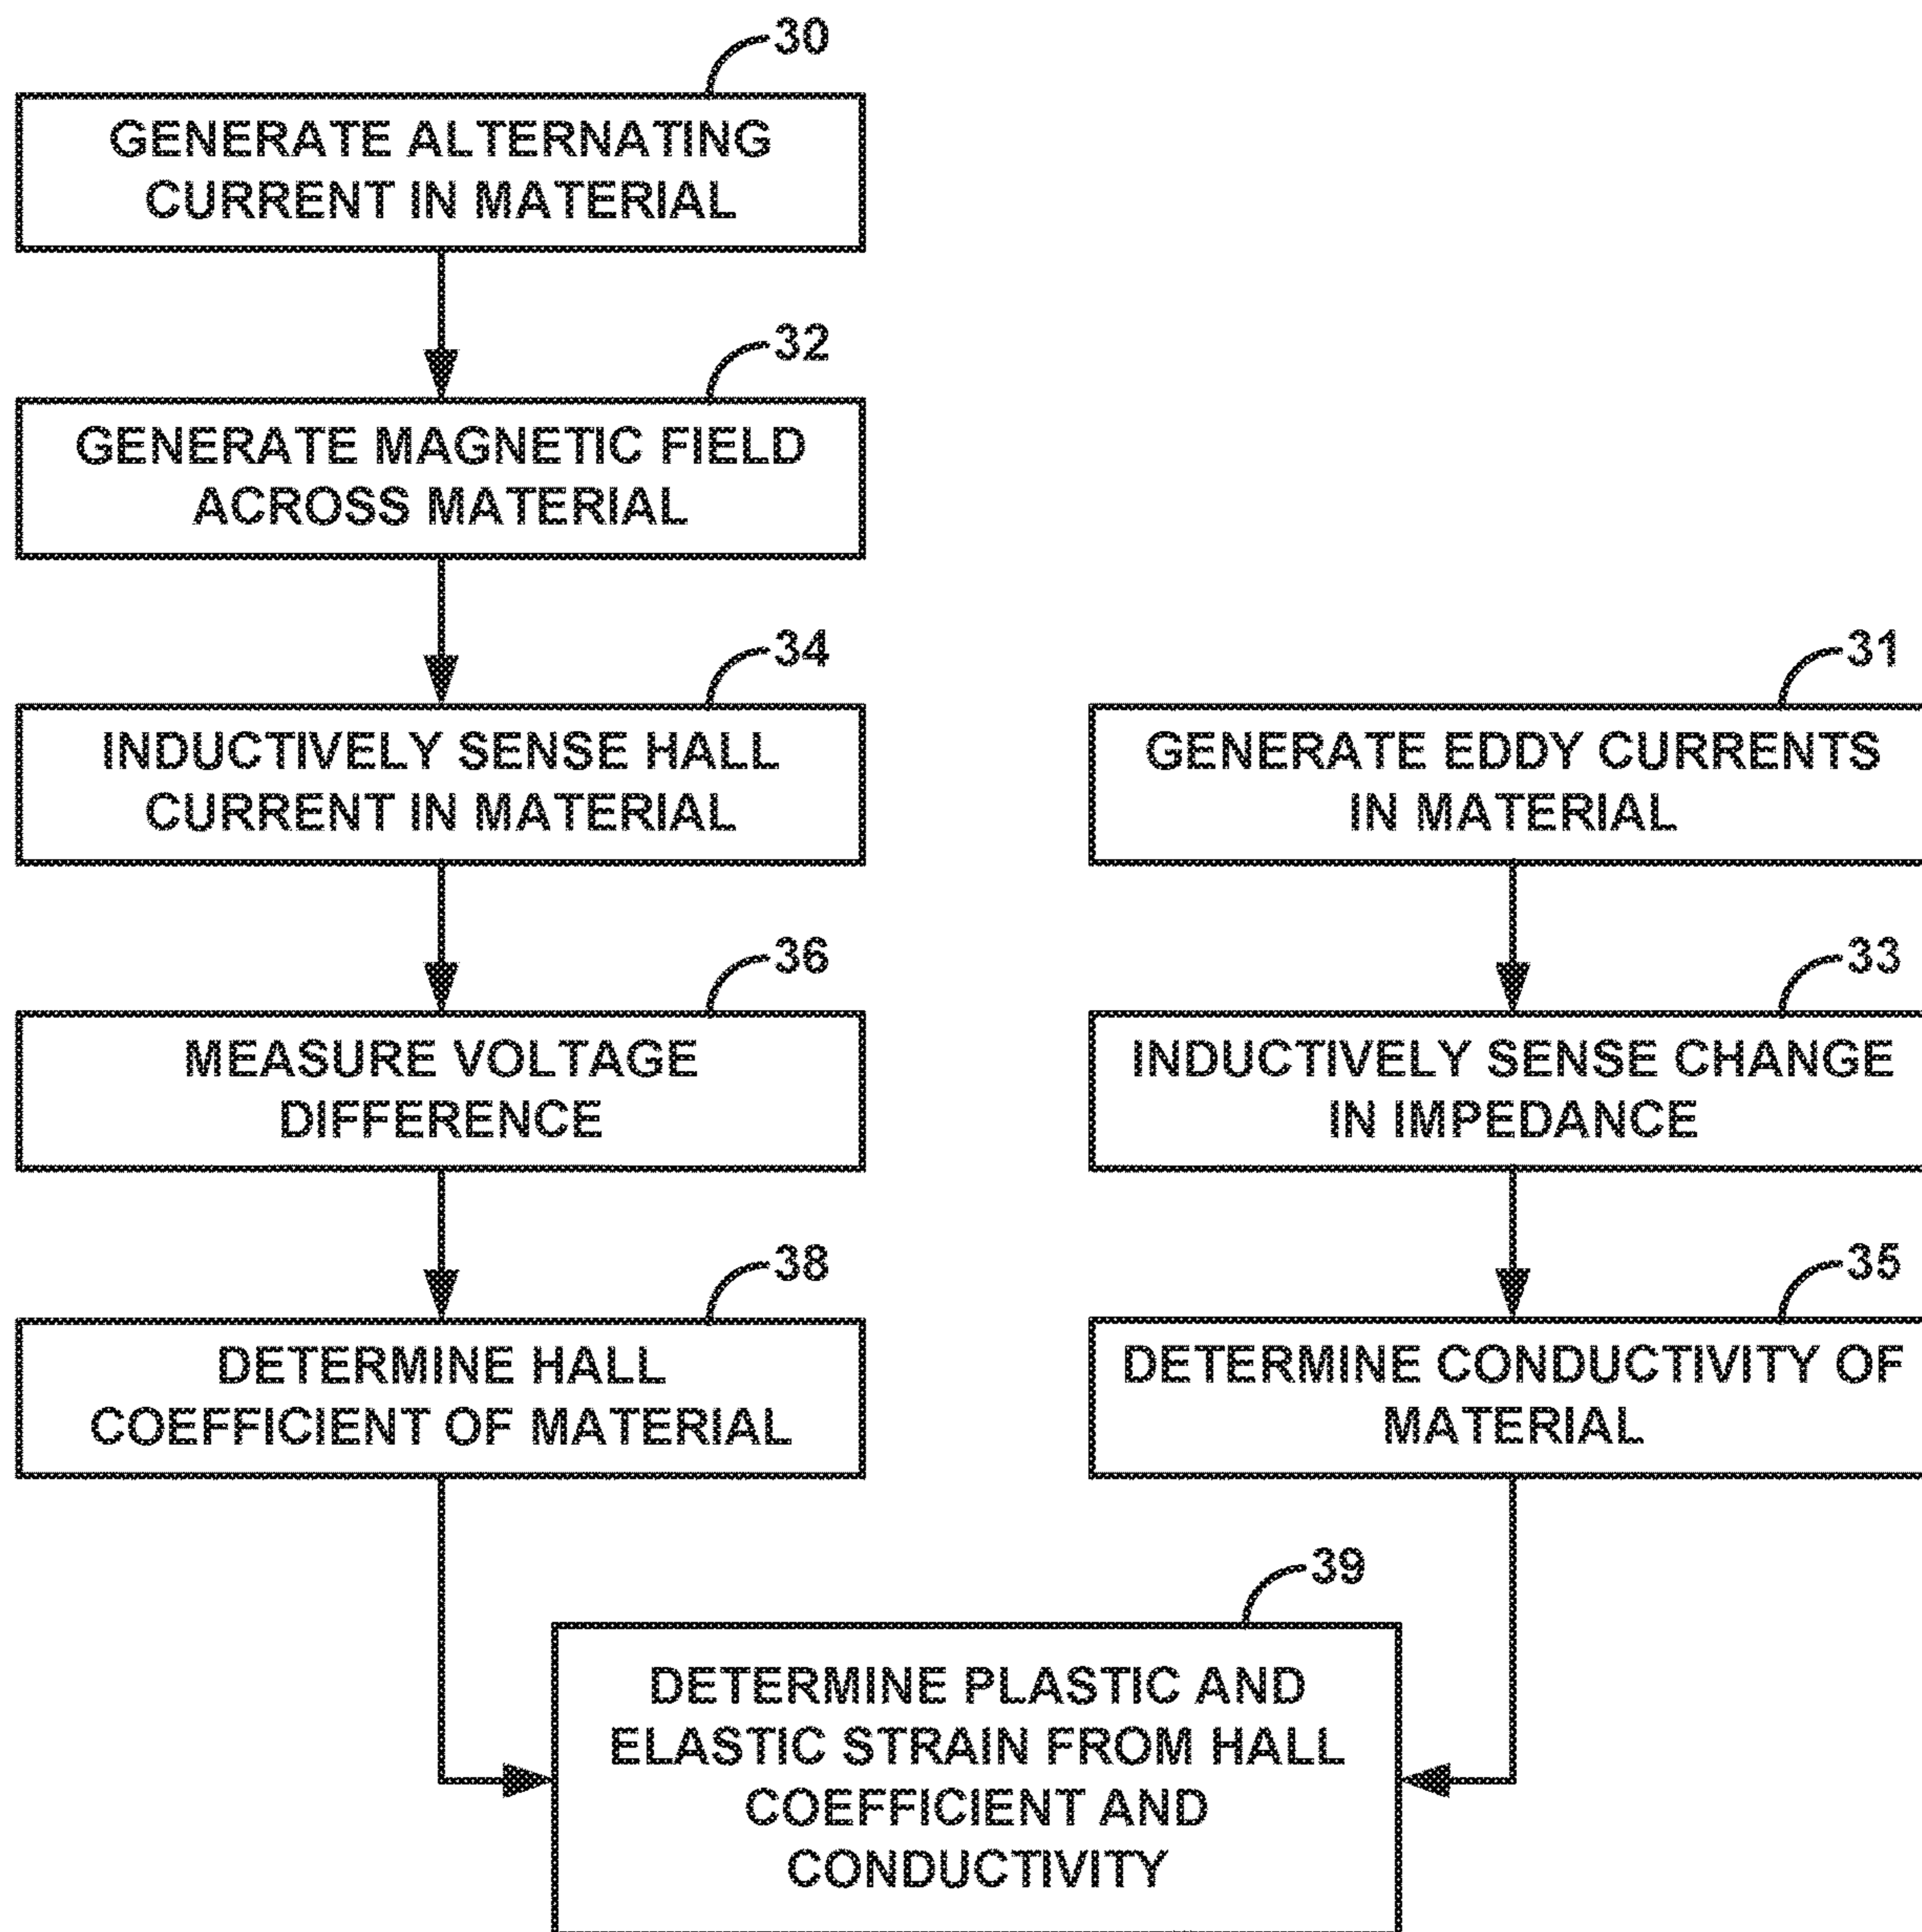 30
GENERATE ALTERNATING
CURRENT IN MATERIAL
32
GENERATE MAGNETIC FIELD
ACROSS MATERIAL
34
INDUCTIVELY SENSE HALL
CURRENT IN MATERIAL
36
MEASURE VOLTAGE
DIFFERENCE
38
DETERMINE HALL
COEFFICIENT OF MATERIAL
31
GENERATE EDDY CURRENTS
IN MATERIAL
33
INDUCTIVELY SENSE CHANGE
IN IMPEDANCE
35
DETERMINE CONDUCTIVITY OF
MATERIAL
39
DETERMINE PLASTIC AND
ELASTIC STRAIN FROM HALL
COEFFICIENT AND
CONDUCTIVITY